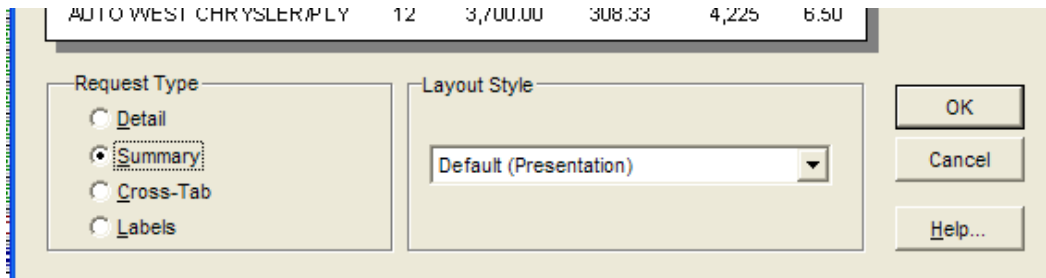 AUTO WEST CHRYSLER/PLY 12 3,700.00 308.33 4,225 6.50
Request Type
Detail
Summary
Cross-Tab
Labels
Layout Style
Default (Presentation)
OK
Cancel
Help...